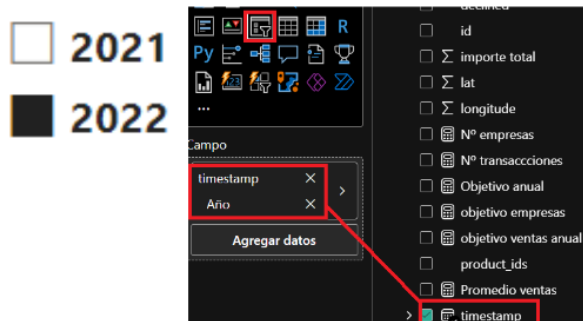 2021
2022
R
Py
123
...
Campo
timestamp
Año
Agregar datos
declined
id
importe total
lat
longitude
Nº empresas
Nº transaccciones
Objetivo anual
objetivo empresas
objetivo ventas anual
product_ids
Promedio ventas
timestamp